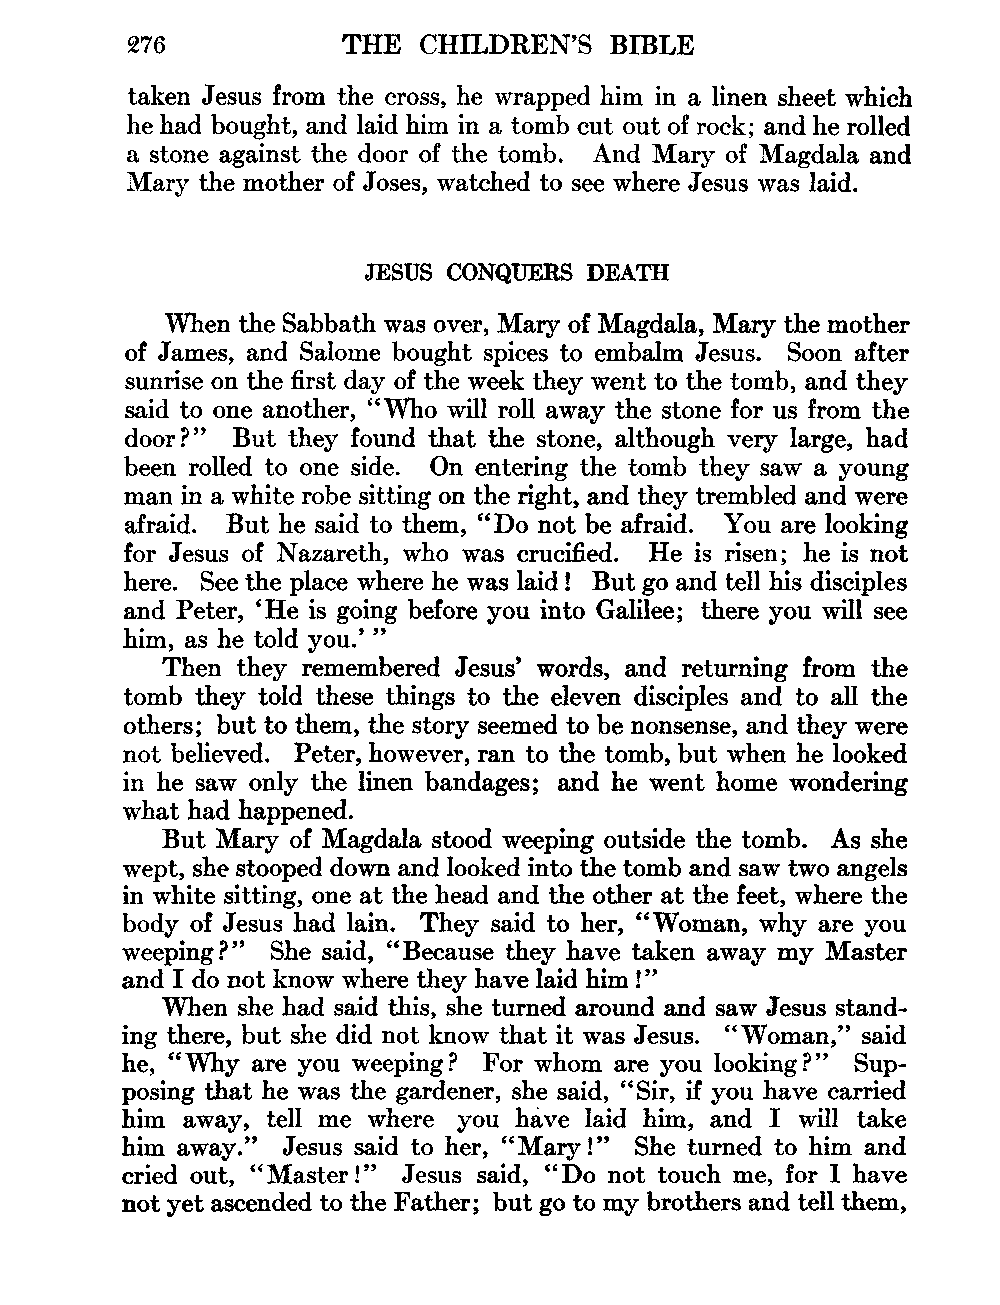 276 THE CHILDREN'S BIBLE
taken Jesus from the cross, he wrapped him in a linen sheet which
he had bought, and laid him in a tomb cut out of rock; and he rolled
a stone against the door of the tomb. And Mary of Magdala and
Mary the mother of Joses, watched to see where Jesus was laid.
JESUS CONQUERS DEATH
When the Sabbath was over, Mary of Magdala, Mary the mother
of James, and Salome bought spices to embalm Jesus. Soon after
sunrise on the first day of the week they went to the tomb, and they
said to one another, “Who will roll away the stone for us from the
door?” But they found that the stone, although very large, had
been rolled to one side. On entering the tomb they saw a young
man in a white robe sitting on the right, and they trembled and were
afraid. But he said to them, “Do not be afraid. You are looking
for Jesus of Nazareth, who was crucified. He is risen; he is not
here. See the place where he was laid! But go and tell his disciples
and Peter, ‘He is going before you into Galilee; there you will see
him, as he told you.’ ”
Then they remembered Jesus’ words, and returning from the
tomb they told these things to the eleven disciples and to all the
others; but to them, the story seemed to be nonsense, and they were
not believed. Peter, however, ran to the tomb, but when he looked
in he saw only the linen bandages; and he went home wondering
what had happened.
But Mary of Magdala stood weeping outside the tomb. As she
wept, she stooped down and looked into the tomb and saw two angels
in white sitting, one at the head and the other at the feet, where the
body of Jesus had lain. They said to her, “Woman, why are you
weeping?” She said, “Because they have taken away my Master
and I do not know where they have laid him!”
When she had said this, she turned around and saw Jesus stand-
ing there, but she did not know that it was Jesus. “Woman,” said
he, “Why are you weeping? For whom are you looking?” Sup-
posing that he was the gardener, she said, “Sir, if you have carried
him away, tell me where you have laid him, and I will take
him away.” Jesus said to her, “Mary!” She turned to him and
cried out, “Master!” Jesus said, “Do not touch me, for I have
not yet ascended to the Father; but go to my brothers and tell them,